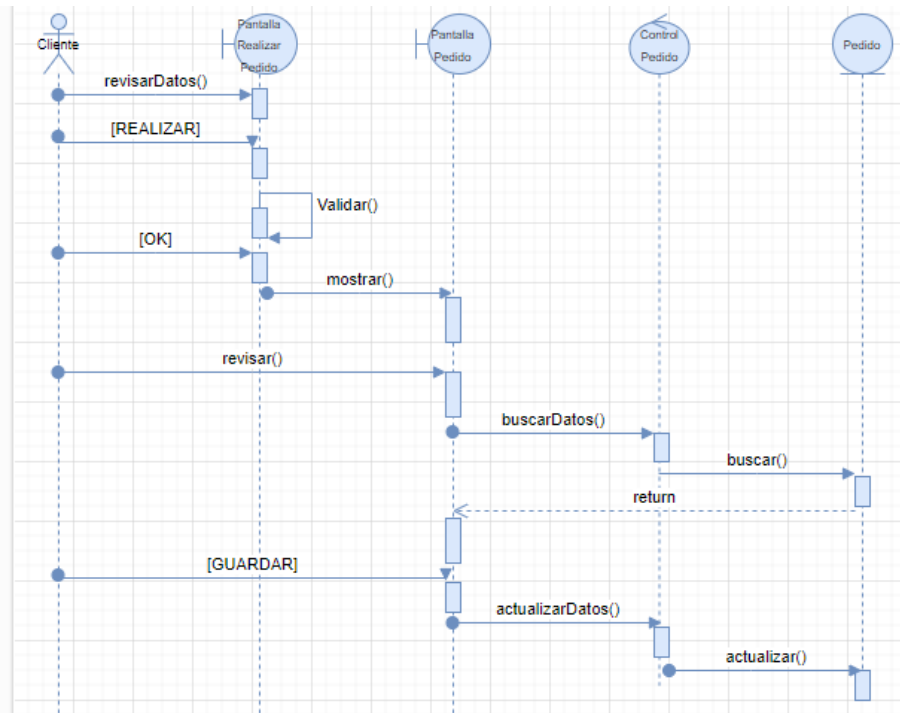 Cliente
Pantalla
Realizar
Pedido
Pantalla
Pedido
Control
Pedido
Pedido
revisarDatos()
[REALIZAR]
Validar()
[OK]
mostrar()
revisar()
buscarDatos()
buscar()
return
[GUARDAR]
actualizarDatos()
actualizar()